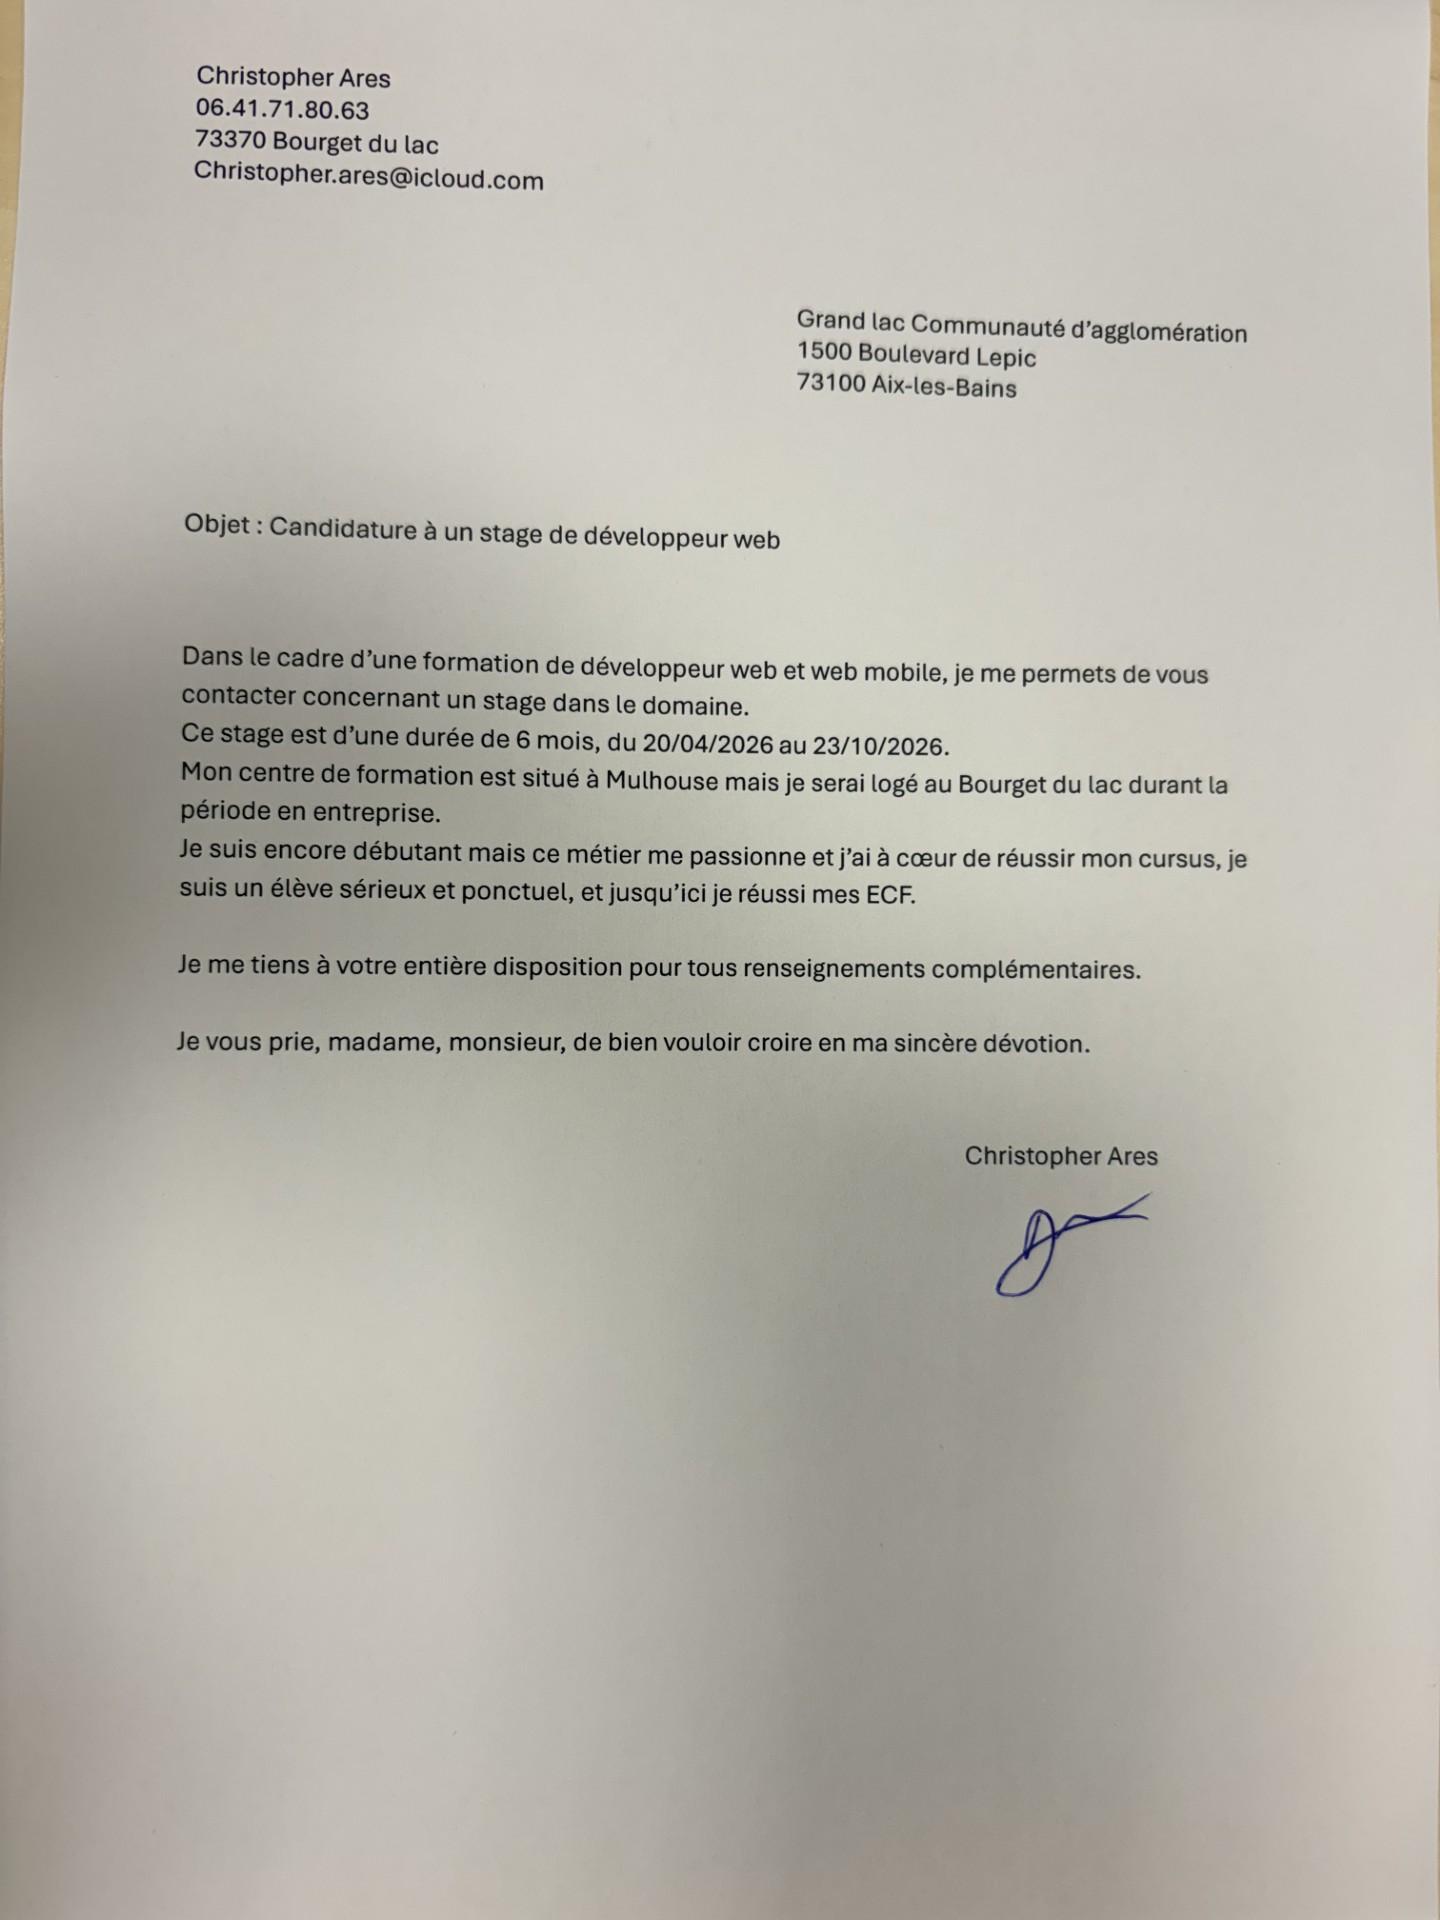 Christopher Ares
06.41.71.80.63
73370 Bourget du lac
Christopher.ares@icloud.com
Grand lac Communauté d’agglomération
1500 Boulevard Lepic
73100 Aix-les-Bains
Objet : Candidature à un stage de développeur web
Dans le cadre d’une formation de développeur web et web mobile, je me permets de vous
contacter concernant un stage dans le domaine.
Ce stage est d’une durée de 6 mois, du 20/04/2026 au 23/10/2026.
Mon centre de formation est situé à Mulhouse mais je serai logé au Bourget du lac durant la
période en entreprise.
Je suis encore débutant mais ce métier me passionne et j’ai à cœur de réussir mon cursus, je
suis un élève sérieux et ponctuel, et jusqu’ici je réussi mes ECF.
Je me tiens à votre entière disposition pour tous renseignements complémentaires.
Je vous prie, madame, monsieur, de bien vouloir croire en ma sincère dévotion.
Christopher Ares